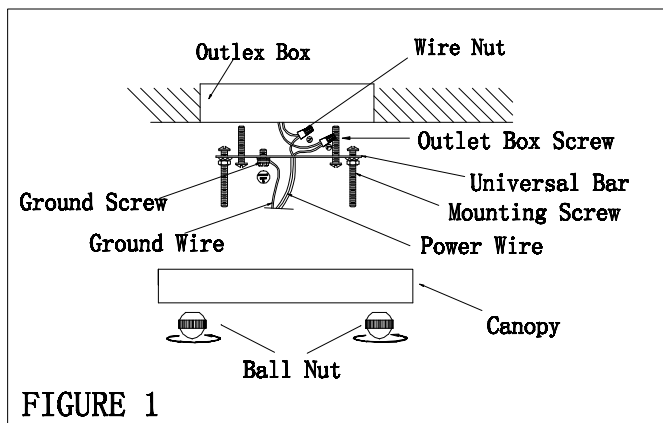 Outlex Box
Wire Nut
Outlet Box Screw
Universal Bar
Ground Screw
Mounting Screw
Ground Wire
Power Wire
Canopy
Ball Nut
FIGURE 1